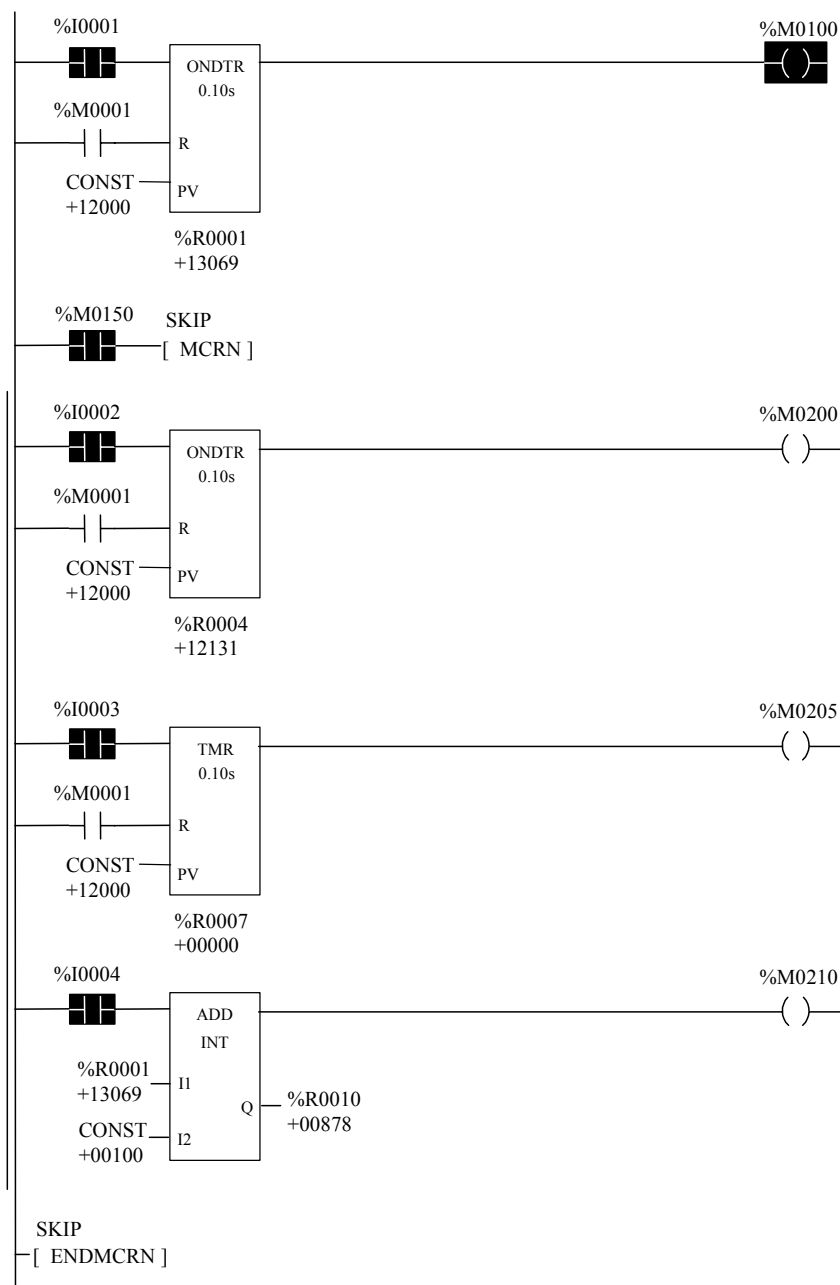 %I0001
%M0100
ONDTR
0.10s
%M0001
R
CONST
+12000
PV
%R0001
+13069
%M0150
SKIP
[ MCRN ]
%I0002
%M0200
ONDTR
0.10s
%M0001
R
CONST
+12000
PV
%R0004
+12131
%I0003
%M0205
TMR
0.10s
%M0001
R
CONST
+12000
PV
%R0007
+00000
%I0004
%M0210
ADD
INT
%R0001
+13069
I1
Q
%R0010
+00878
CONST
+00100
I2
SKIP
[ ENDMCRN ]